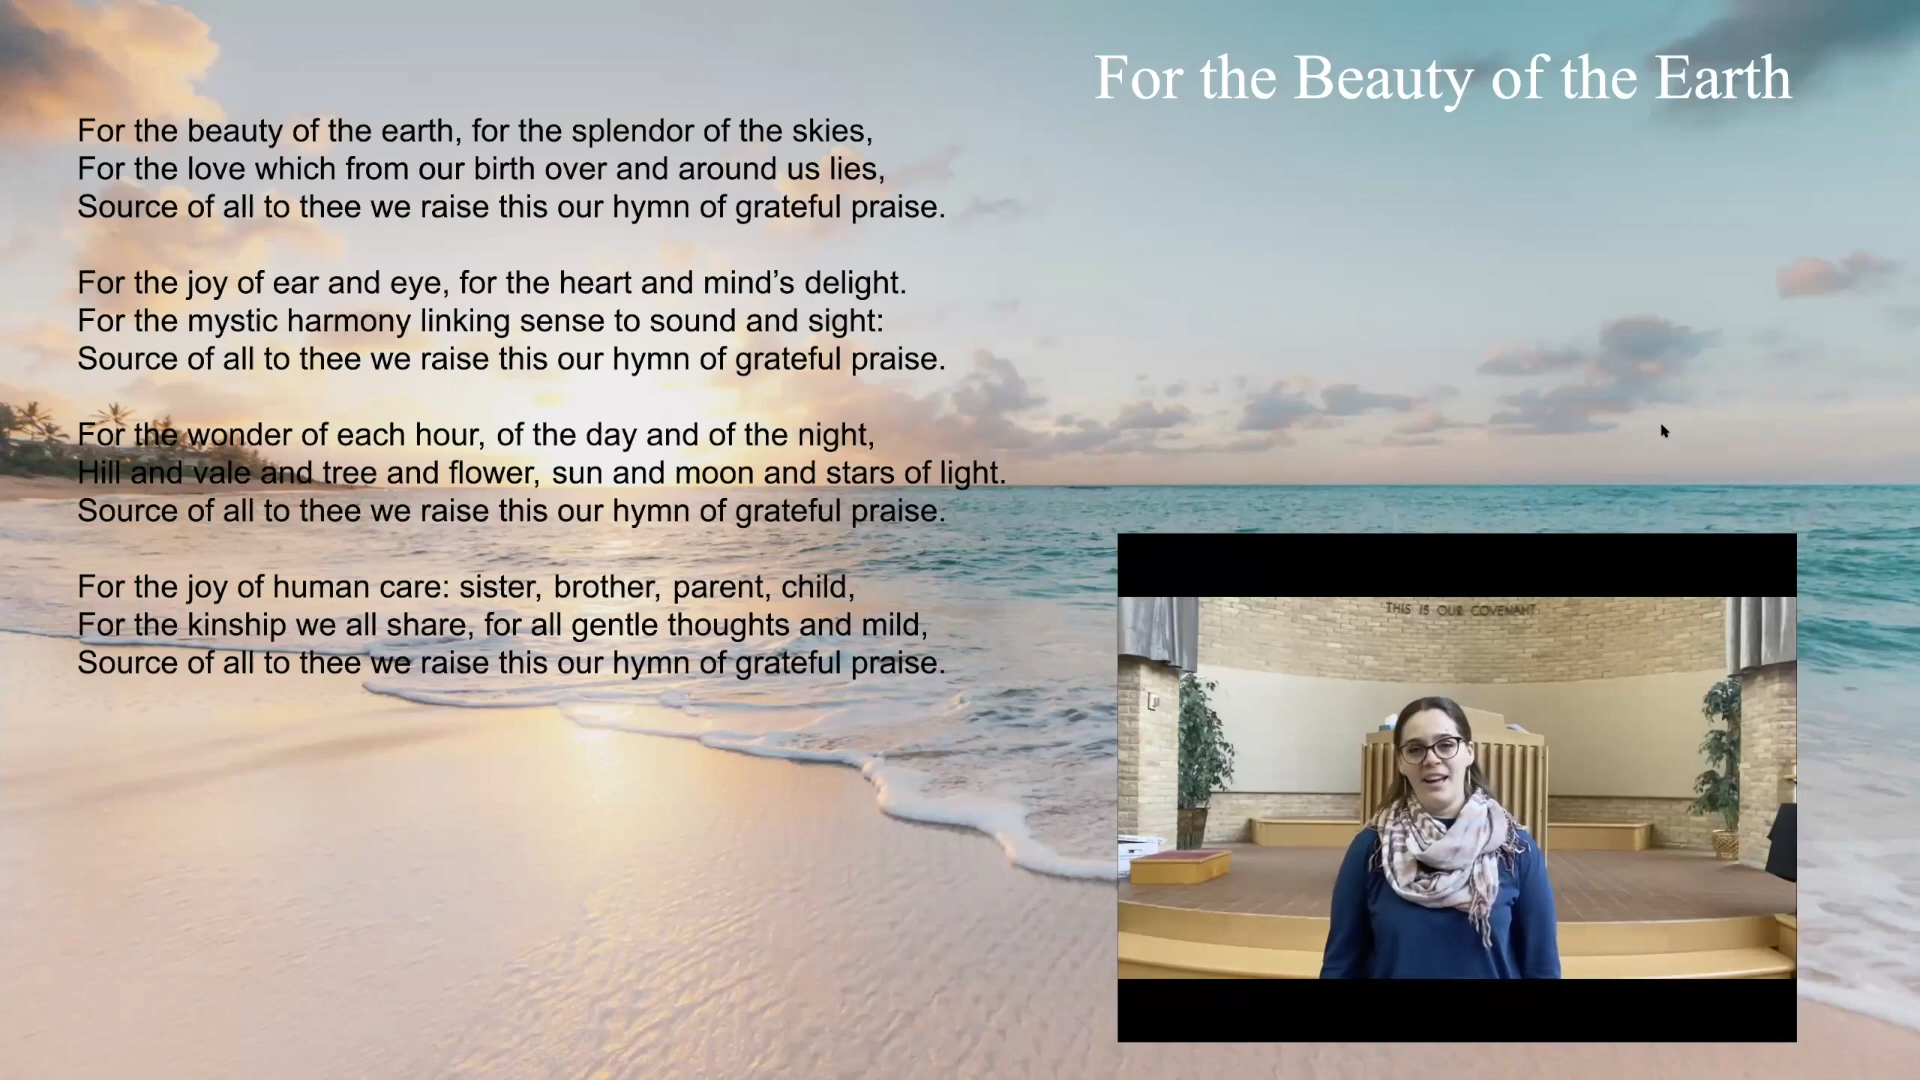 For the Beauty of the Earth
For the beauty of the earth, for the splendor of the skies,
For the love which from our birth over and around us lies,
Source of all to thee we raise this our hymn of grateful praise.
For the joy of ear and eye, for the heart and mind’s delight.
For the mystic harmony linking sense to sound and sight:
Source of all to thee we raise this our hymn of grateful praise.
For the wonder of each hour, of the day and of the night,
Hill and vale and tree and flower, sun and moon and stars of light.
Source of all to thee we raise this our hymn of grateful praise.
For the joy of human care: sister, brother, parent, child,
For the kinship we all share, for all gentle thoughts and mild,
Source of all to thee we raise this our hymn of grateful praise.
THIS IS OUR COVENANT